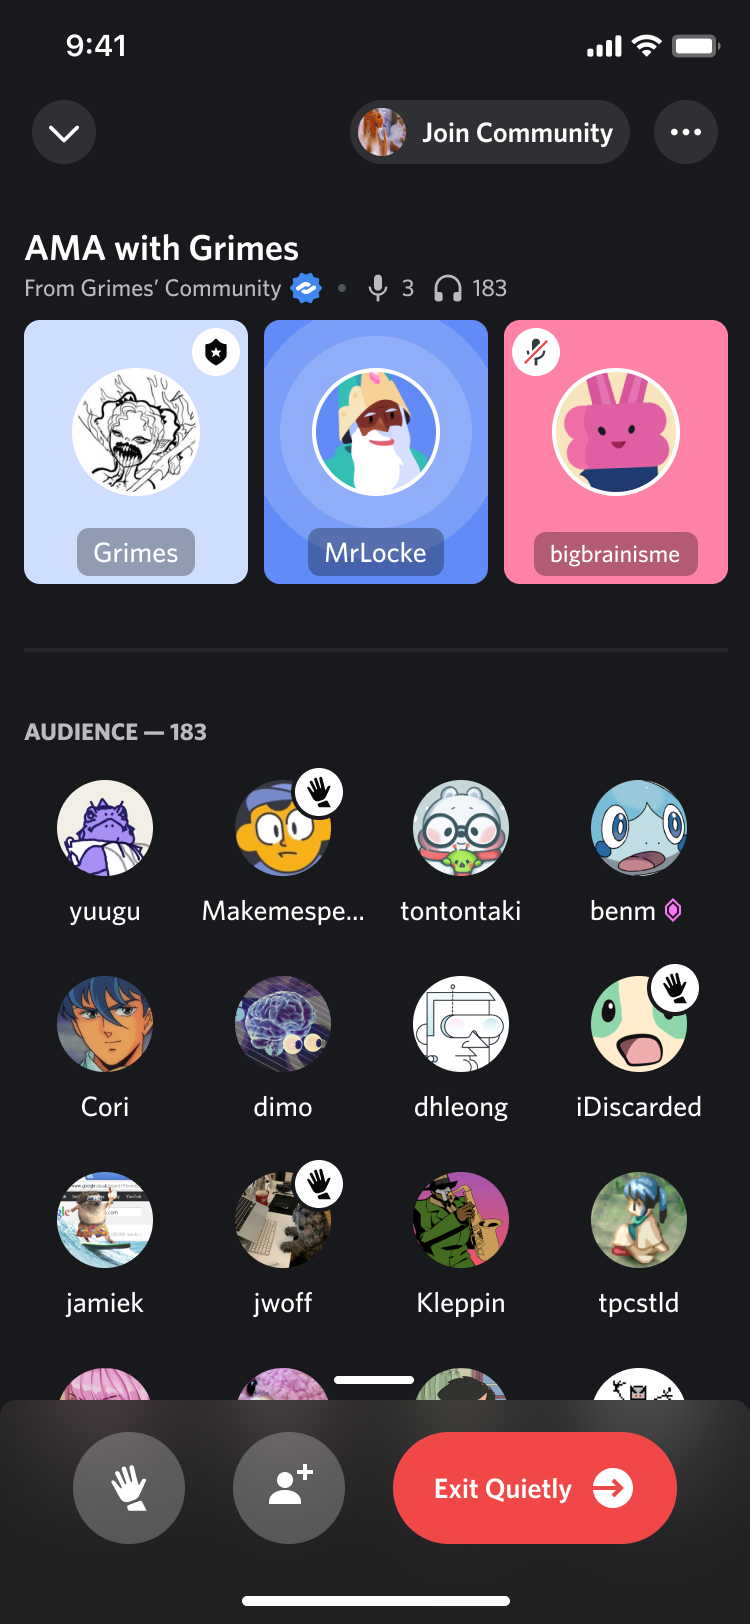 9:41
Join Community
AMA with Grimes
From Grimes’ Community
3
183
Grimes
MrLocke
bigbrainisme
AUDIENCE — 183
yuugu
Makemespe...
tontontaki
benm
Cori
dimo
dhleong
iDiscarded
jamiek
jwoff
Kleppin
tpcstld
Exit Quietly